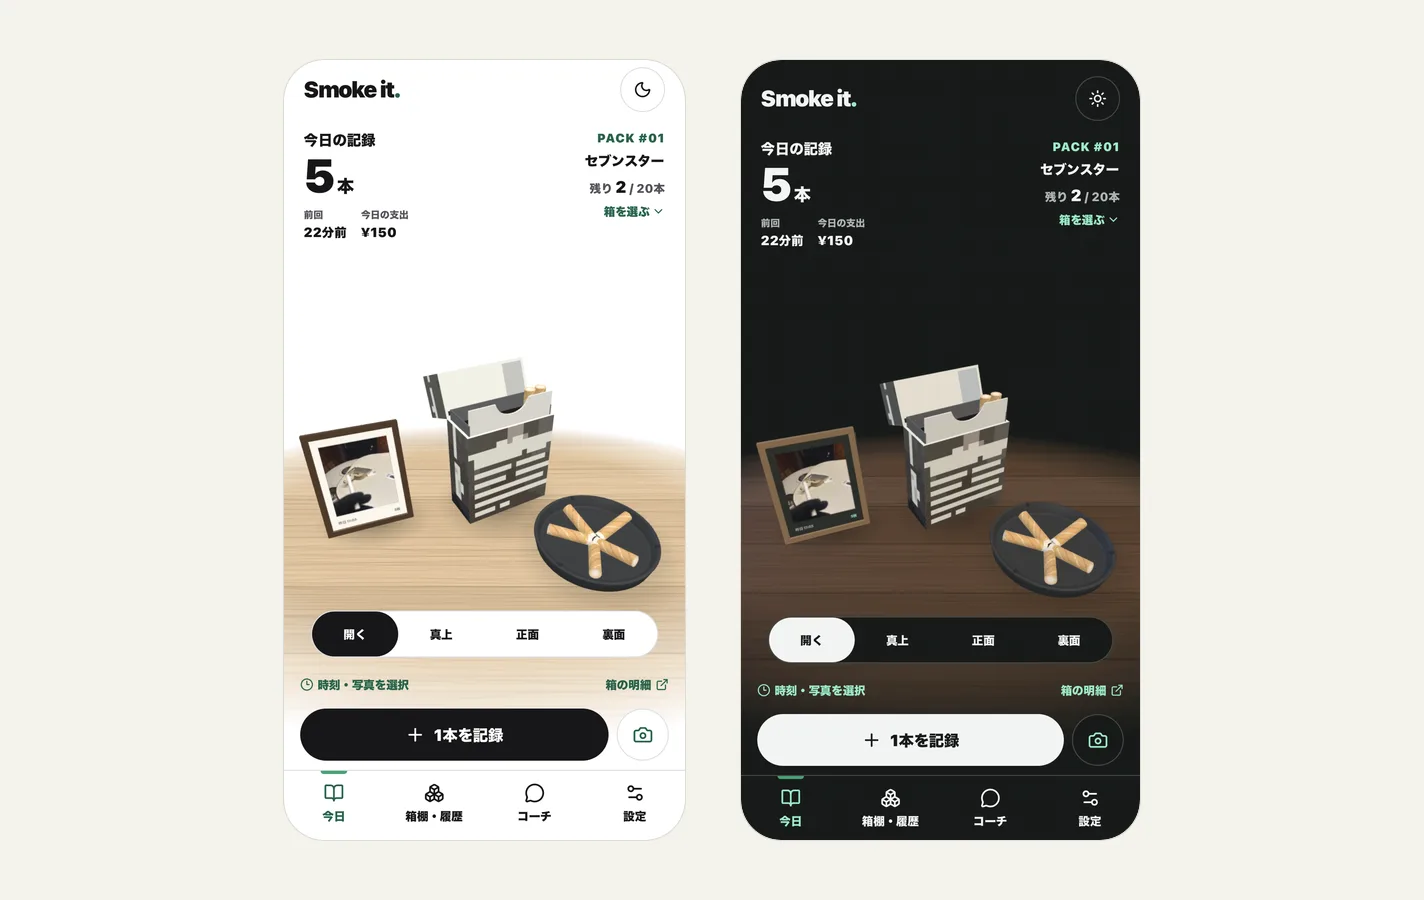 Smoke it.
今日の記録
5本
前回
今日の支出
22分前
¥150
PACK #01
セブンスター
残り 2 / 20本
箱を選ぶ
開く
真上
正面
裏面
時刻・写真を選択
箱の明細
1本を記録
今日
箱棚・履歴
コーチ
設定
Smoke it.
今日の記録
5本
前回
今日の支出
22分前
¥150
PACK #01
セブンスター
残り 2 / 20本
箱を選ぶ
開く
真上
正面
裏面
時刻・写真を選択
箱の明細
1本を記録
今日
箱棚・履歴
コーチ
設定